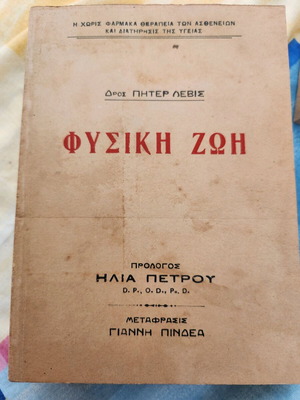 Η ΧΩΡΙΣ ΦΑΡΜΑΚΑ ΘΕΡΑΠΕΙΑ ΤΩΝ ΑΣΘΕΝΕΙΩΝ
ΚΑΙ ΔΙΑΤΗΡΗΣΙΣ ΤΗΣ ΥΓΕΙΑΣ
ΔΡΟΣ ΠΗΤΕΡ ΛΕΒΙΣ
ΦΥΣΙΚΗ ΖΩΗ
ΠΡΟΛΟΓΟΣ
ΗΛΙΑ ΠΕΤΡΟΥ
D. P., O. D., PH. D.
ΜΕΤΑΦΡΑΣΙΣ
ΓΙΑΝΝΗ ΠΙΝΔΕΑ